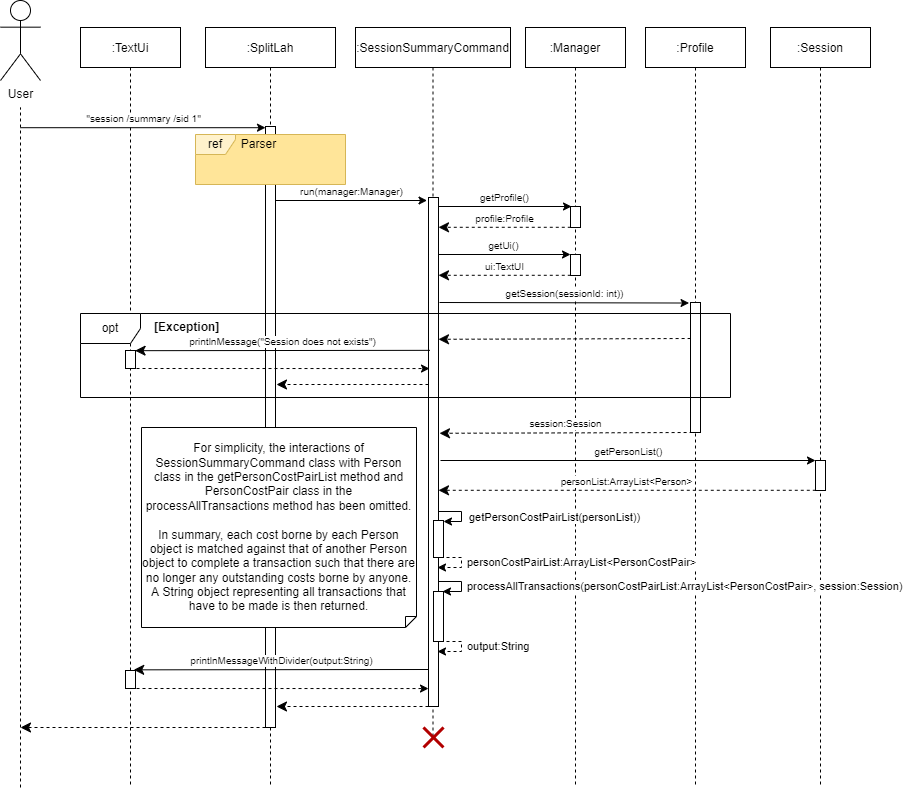 :TextUi
:SplitLah
:SessionSummaryCommand
:Manager
:Profile
:Session
User
"session /summary /sid 1"
ref
Parser
run(manager:Manager)
getProfile()
profile:Profile
getUi()
ui:TextUI
getSession(sessionId: int))
opt
[Exception]
printlnMessage("Session does not exists")
session:Session
For simplicity, the interactions of
SessionSummaryCommand class with Person
class in the getPersonCostPairList method and
PersonCostPair class in the
processAllTransactions method has been omitted.
In summary, each cost borne by each Person
object is matched against that of another Person
object to complete a transaction such that there are
no longer any outstanding costs borne by anyone.
A String object representing all transactions that
have to be made is then returned.
getPersonList()
personList:ArrayList<Person>
getPersonCostPairList(personList))
personCostPairList:ArrayList<PersonCostPair>
processAllTransactions(personCostPairList:ArrayList<PersonCostPair>, session:Session)
output:String
printlnMessageWithDivider(output:String)